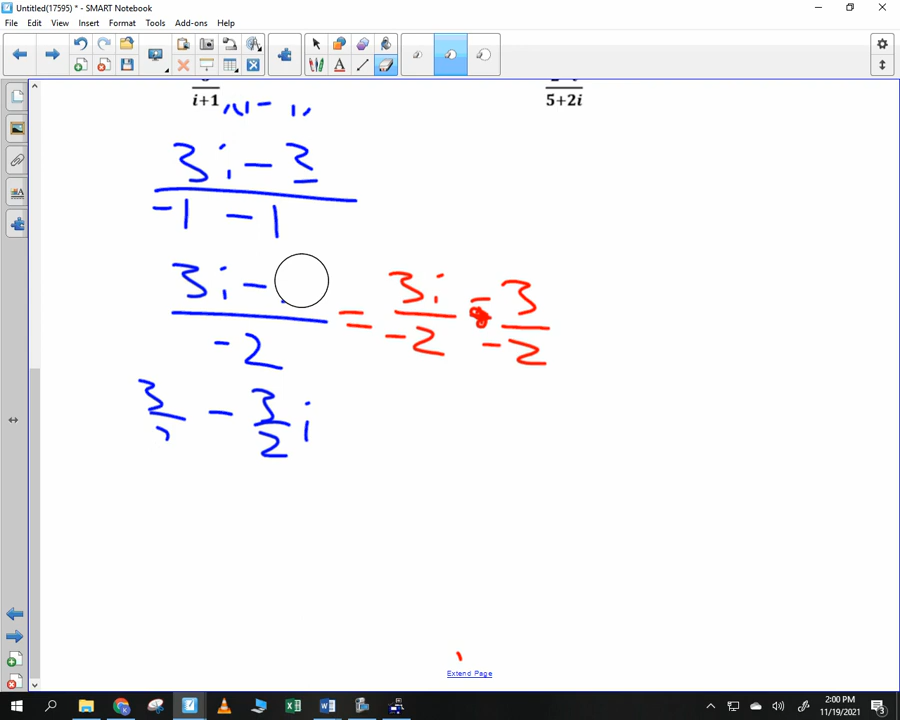 Untitled(17595) * - SMART Notebook
File Edit View Insert Format Tools Add-ons Help
i+1
5+2i
3i - 3
-1 - 1
3i -
-2
= 3i
-2
- 3
-2
3
- 3
2 i
Extend Page
2:00 PM
11/19/2021
3